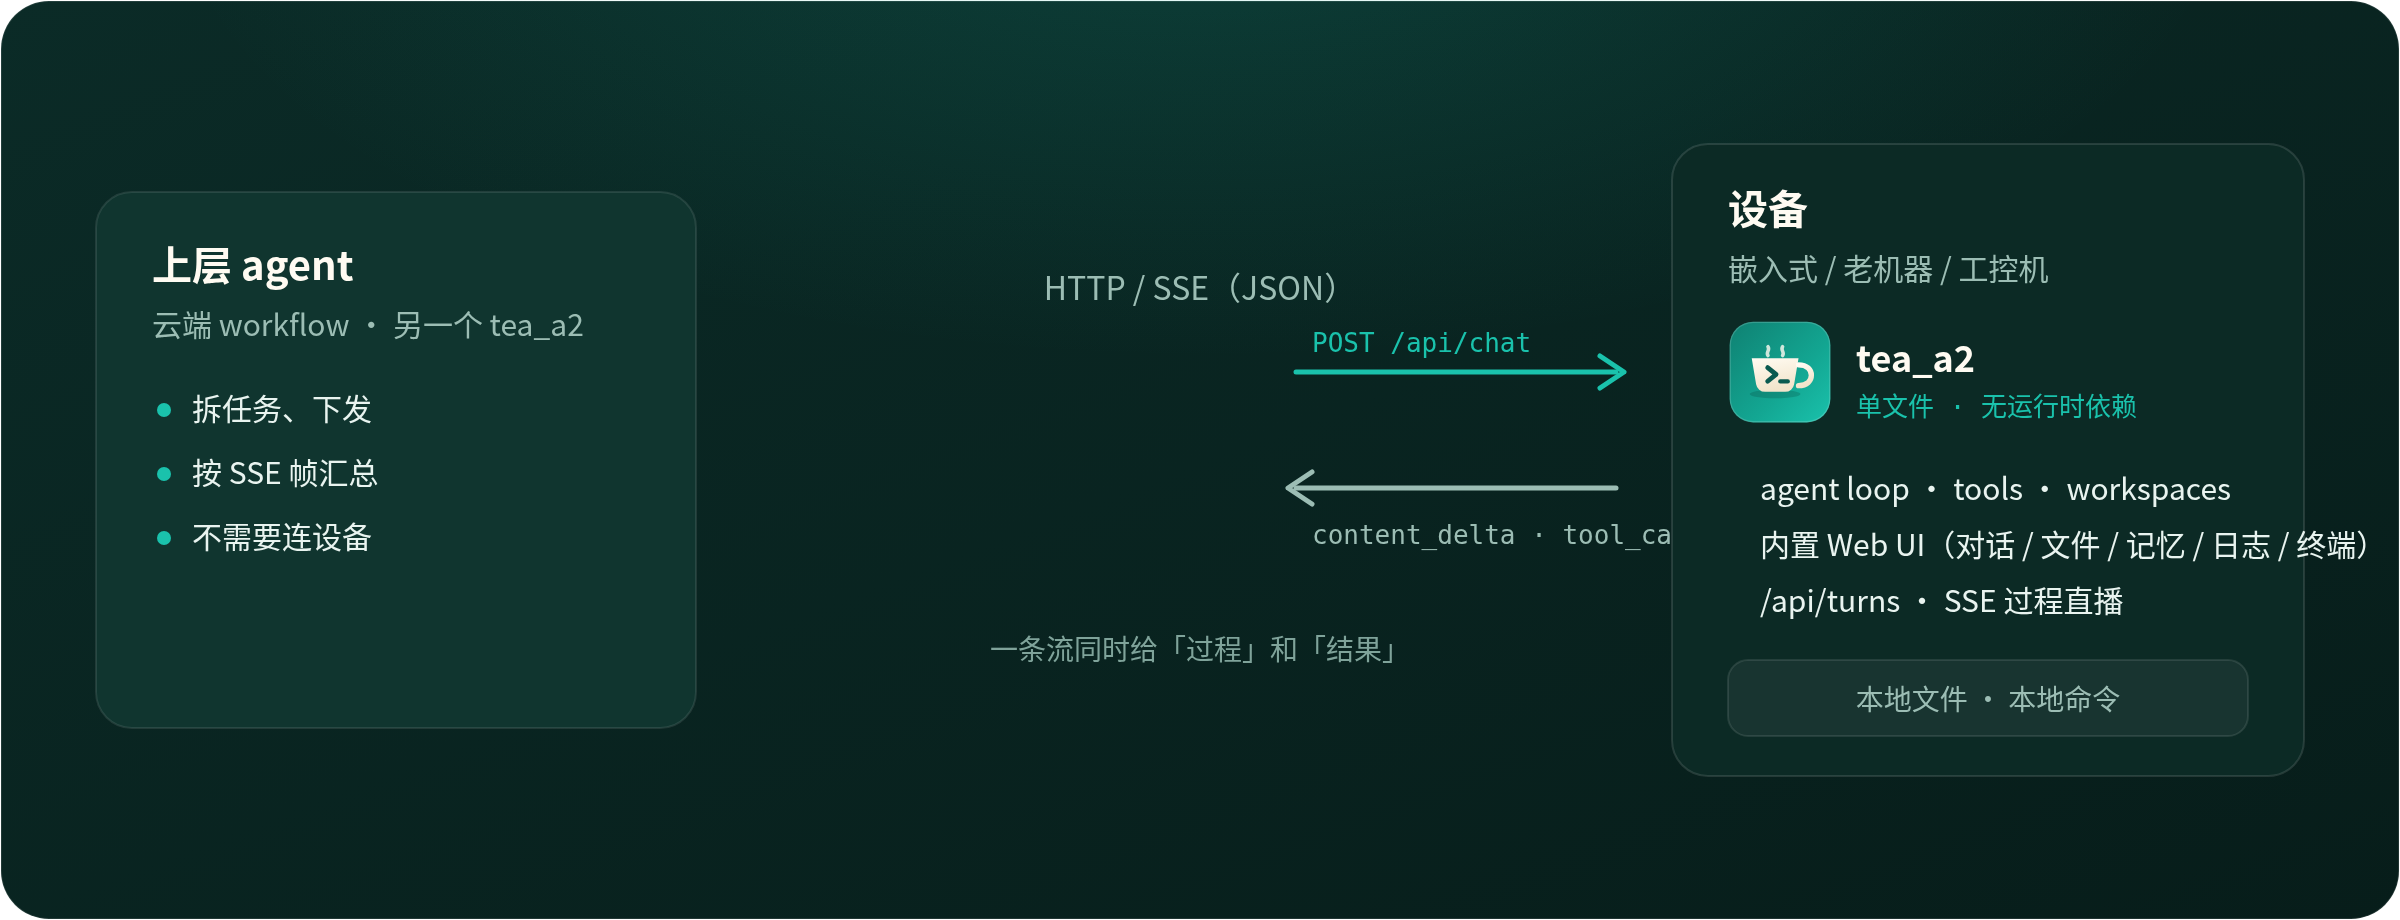 上层 agent
云端 workflow · 另一个 tea_a2
拆任务、下发
按 SSE 帧汇总
不需要连设备
HTTP / SSE（JSON）
POST /api/chat
content_delta · tool_ca
一条流同时给「过程」和「结果」
设备
嵌入式 / 老机器 / 工控机
tea_a2
单文件 · 无运行时依赖
agent loop · tools · workspaces
内置 Web UI（对话 / 文件 / 记忆 / 日志 / 终端）
/api/turns · SSE 过程直播
本地文件 · 本地命令